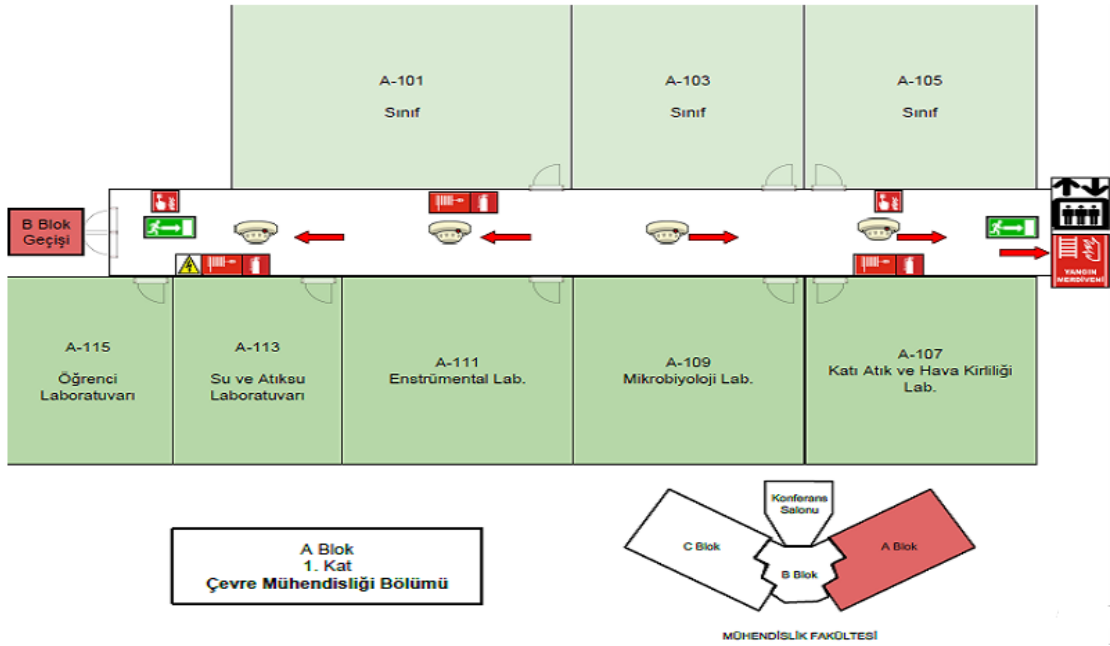 A-101
Sınıf
A-103
Sınıf
A-105
Sınıf
B Blok
Geçişi
YANGIN
MERDİVENİ
A-115
Öğrenci
Laboratuvarı
A-113
Su ve Atıksu
Laboratuvarı
A-111
Enstrümental Lab.
A-109
Mikrobiyoloji Lab.
A-107
Katı Atık ve Hava Kirliliği
Lab.
A Blok
1. Kat
Çevre Mühendisliği Bölümü
Konferans
Salonu
C Blok
B Blok
A Blok
MÜHENDİSLİK FAKÜLTESİ